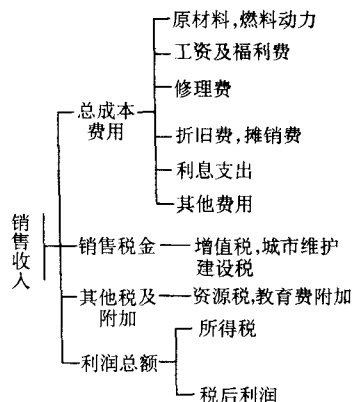 销售收入
总成本
费用
原材料,燃料动力
工资及福利费
修理费
折旧费,摊销费
利息支出
其他费用
销售税金
增值税,城市维护
建设税
其他税及
附加
资源税,教育费附加
利润总额
所得税
税后利润